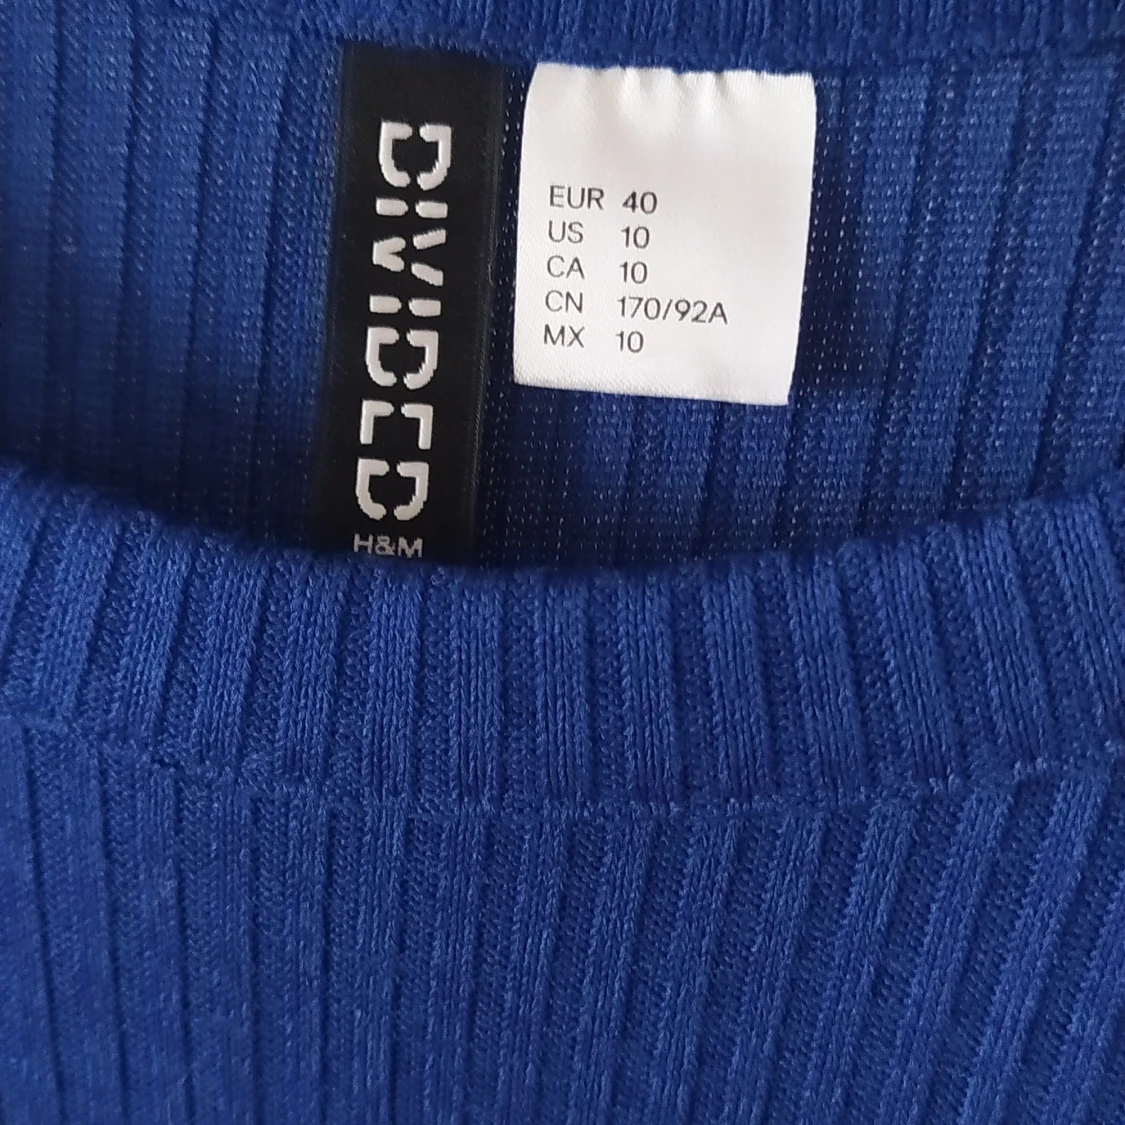 DIVIDED
H&M
EUR 40
US 10
CA 10
CN 170/92A
MX 10